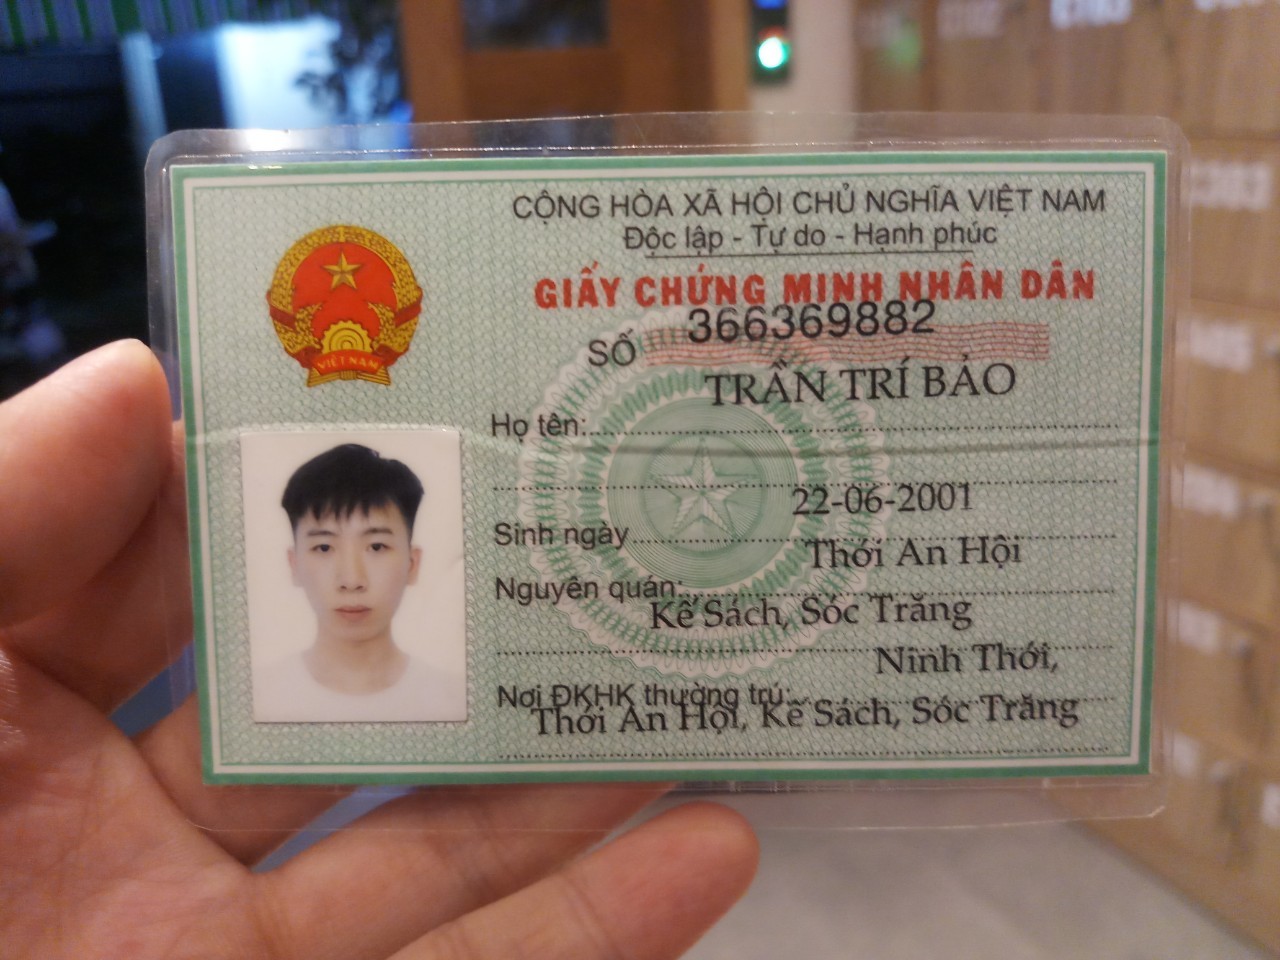 CỘNG HÒA XÃ HỘI CHỦ NGHĨA VIỆT NAM
Độc lập - Tự do - Hạnh phúc
GIẤY CHỨNG MINH NHÂN DÂN
SỐ 366369882
Họ tên: TRẦN TRÍ BẢO
Sinh ngày 22-06-2001
Nguyên quán: Thới An Hội
Kế Sách, Sóc Trăng
Nơi ĐKHK thường trú: Ninh Thới,
Thới An Hội, Kế Sách, Sóc Trăng
VIỆT NAM